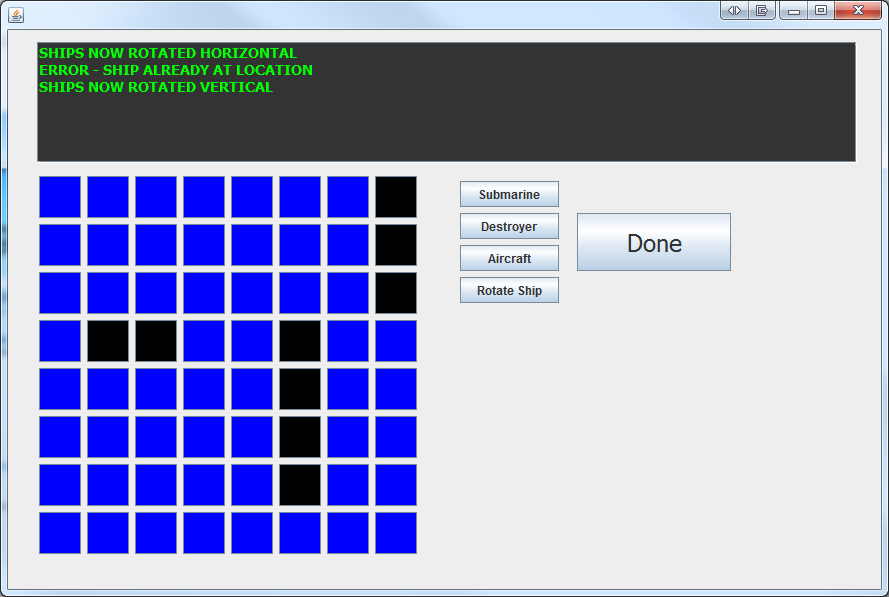 SHIPS NOW ROTATED HORIZONTAL
ERROR - SHIP ALREADY AT LOCATION
SHIPS NOW ROTATED VERTICAL
Submarine
Destroyer
Done
Aircraft
Rotate Ship